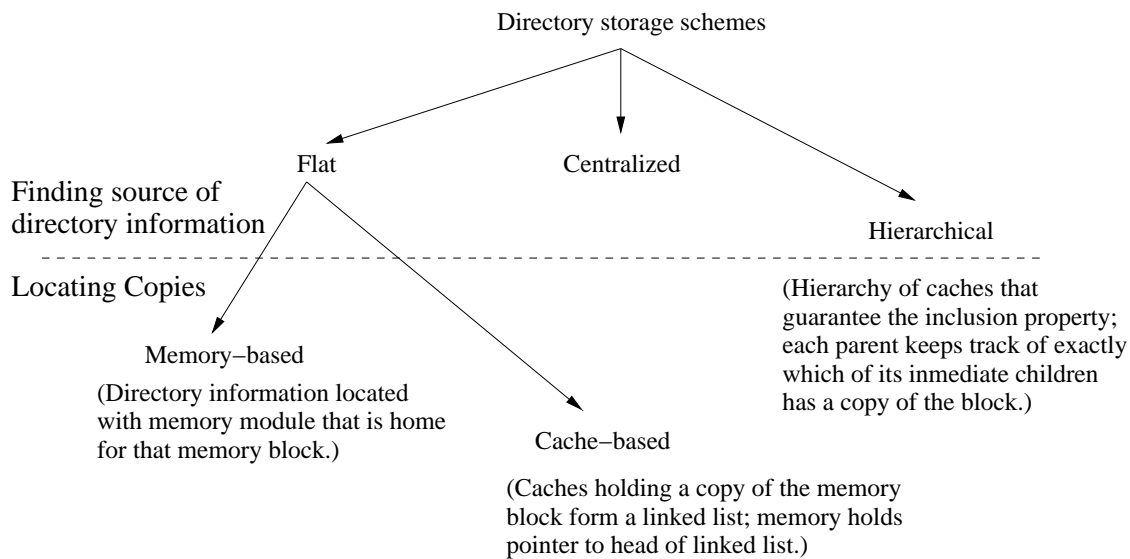 Directory storage schemes
Flat
Centralized
Finding source of
directory information
Hierarchical
Locating Copies
(Hierarchy of caches that
guarantee the inclusion property;
each parent keeps track of exactly
which of its inmediate children
has a copy of the block.)
Memory−based
(Directory information located
with memory module that is home
for that memory block.)
Cache−based
(Caches holding a copy of the memory
block form a linked list; memory holds
pointer to head of linked list.)